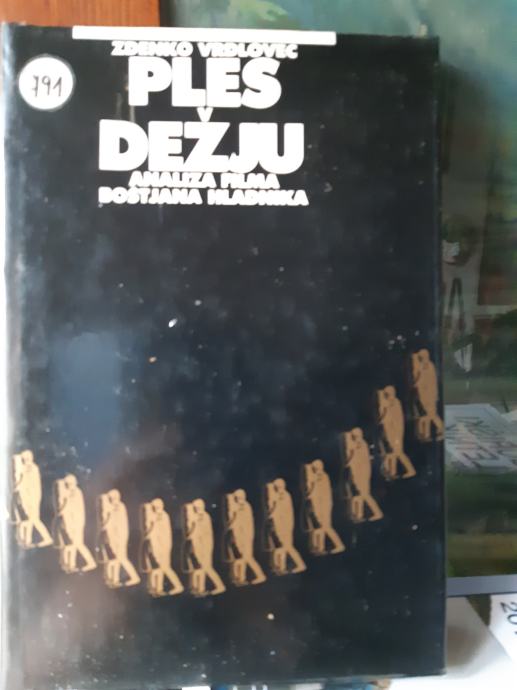 791
ZDENKO VRDLOVEC
PLES
V
DEŽJU
ANALIZA FILMA
BOŠTJANA HLADNIKA